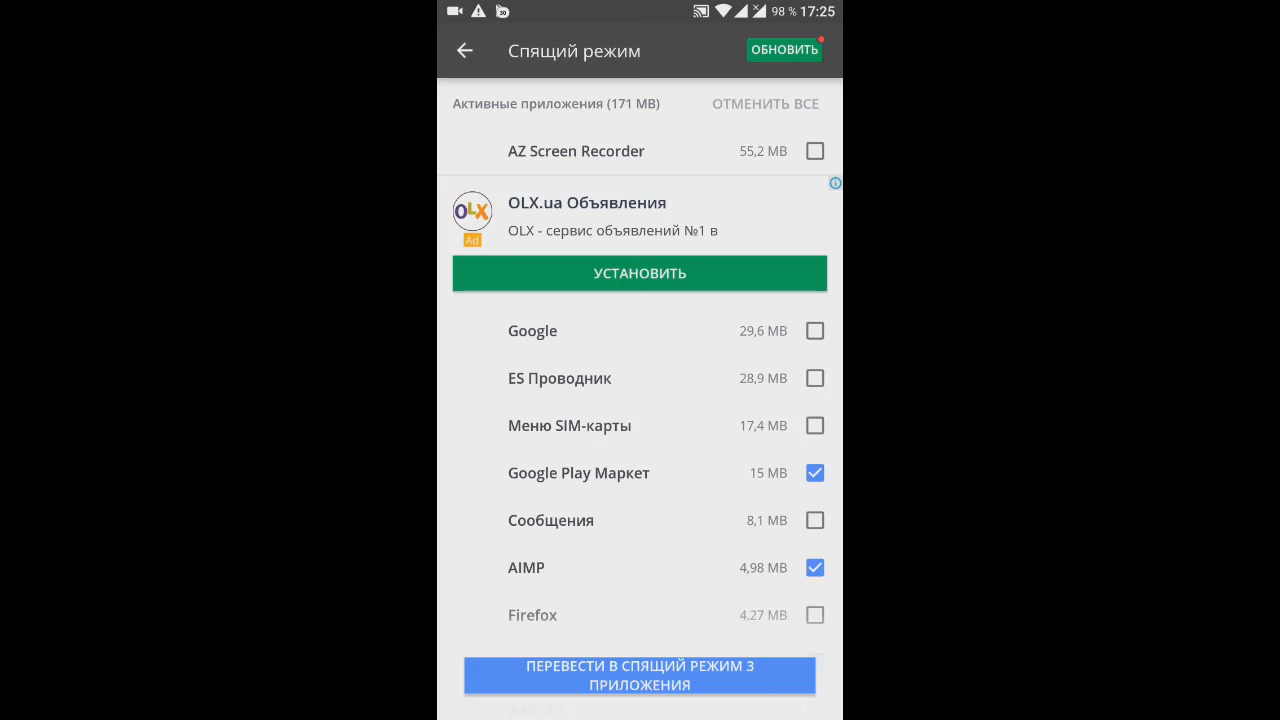 30 98 % 17:25
Спящий режим ОБНОВИТЬ
Активные приложения (171 MB) ОТМЕНИТЬ ВСЕ
AZ Screen Recorder 55,2 MB
OLX OLX.ua Объявления
OLX - сервис объявлений №1 в
Ad
УСТАНОВИТЬ
Google 29,6 MB
ES Проводник 28,9 MB
Меню SIM-карты 17,4 MB
Google Play Маркет 15 MB
Сообщения 8,1 MB
AIMP 4,98 MB
Firefox 4,27 MB
ПЕРЕВЕСТИ В СПЯЩИЙ РЕЖИМ 3
ПРИЛОЖЕНИЯ